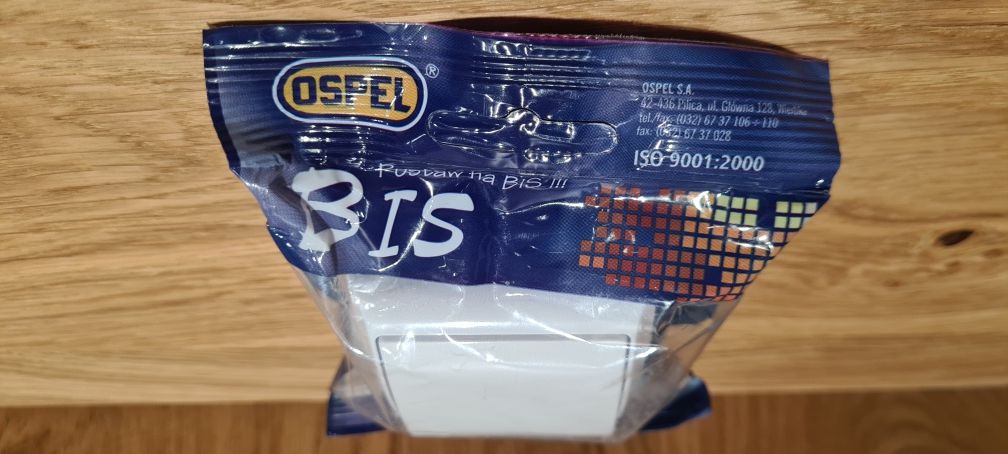 OSPEL ®
OSPEL S.A.
42-436 Pilica, ul. Główna 128,
tel./fax: (032) 67 37 106 ÷ 110
fax: (032) 67 37 028
ISO 9001:2000
Postaw na BIS !!!
BIS